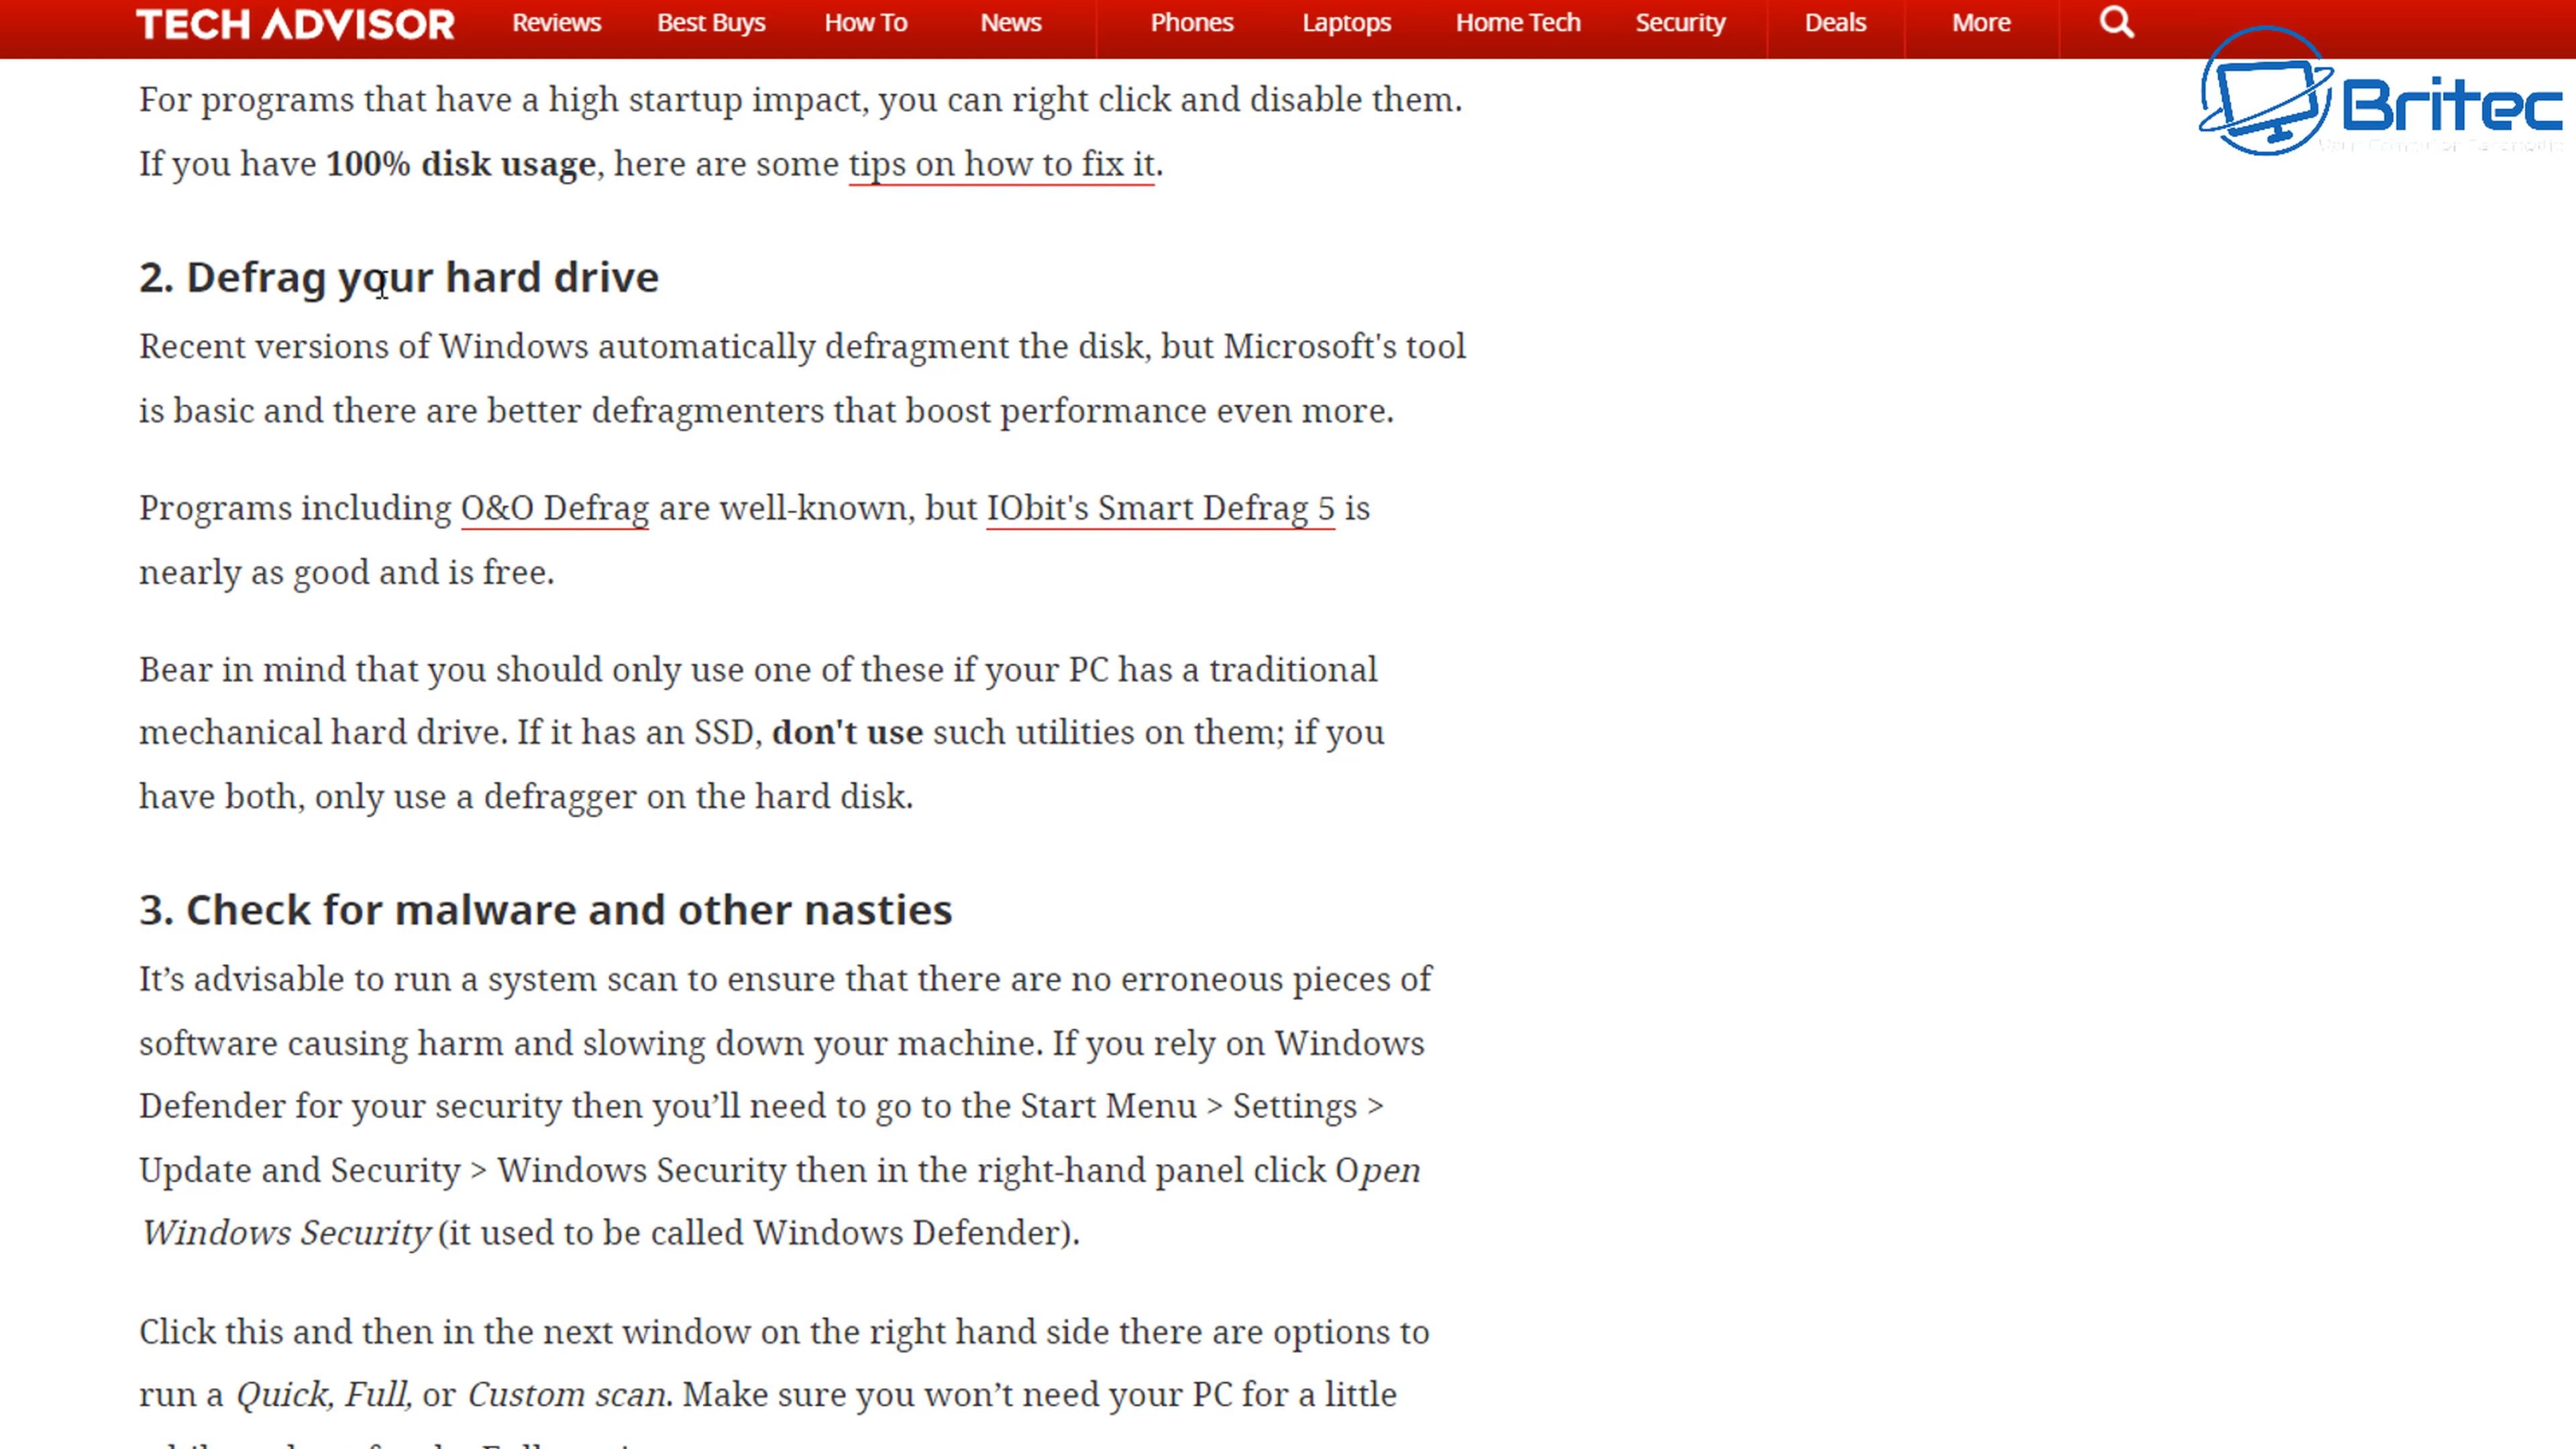 TECH ADVISOR Reviews Best Buys How To News Phones Laptops Home Tech Security Deals More
Britec
For programs that have a high startup impact, you can right click and disable them.
If you have 100% disk usage, here are some tips on how to fix it.
2. Defrag your hard drive
Recent versions of Windows automatically defragment the disk, but Microsoft's tool
is basic and there are better defragmenters that boost performance even more.
Programs including O&O Defrag are well-known, but IObit's Smart Defrag 5 is
nearly as good and is free.
Bear in mind that you should only use one of these if your PC has a traditional
mechanical hard drive. If it has an SSD, don't use such utilities on them; if you
have both, only use a defragger on the hard disk.
3. Check for malware and other nasties
It’s advisable to run a system scan to ensure that there are no erroneous pieces of
software causing harm and slowing down your machine. If you rely on Windows
Defender for your security then you’ll need to go to the Start Menu > Settings >
Update and Security > Windows Security then in the right-hand panel click Open
Windows Security (it used to be called Windows Defender).
Click this and then in the next window on the right hand side there are options to
run a Quick, Full, or Custom scan. Make sure you won’t need your PC for a little